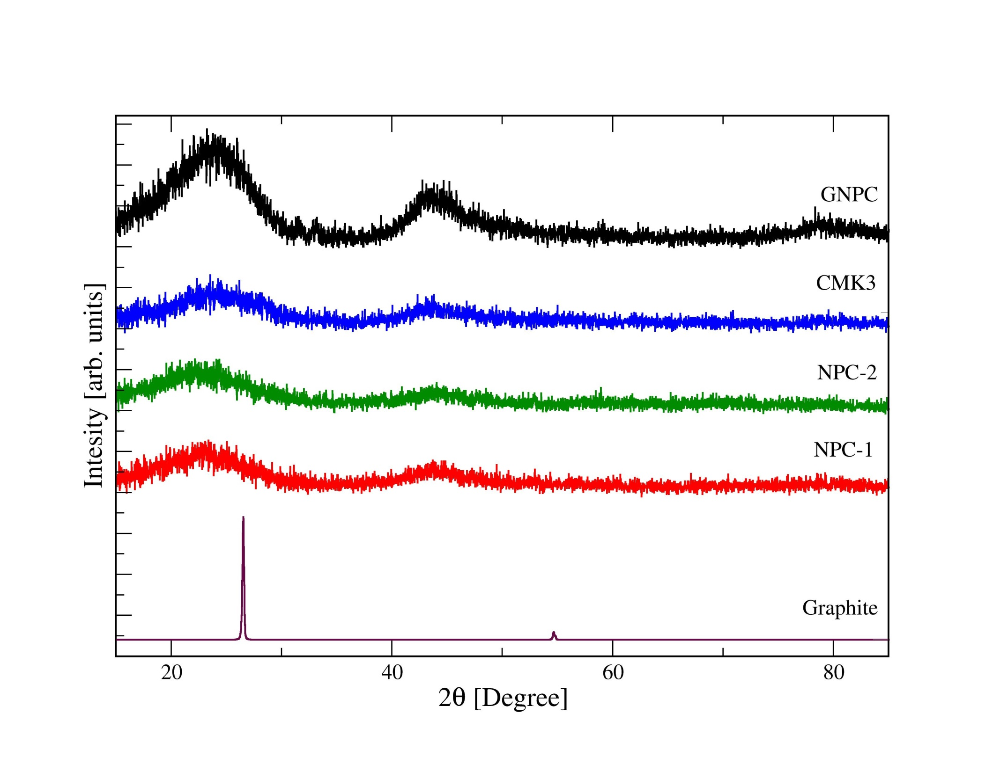 GNPC
CMK3
NPC-2
NPC-1
Graphite
Intesity [arb. units]
20 40 60 80
2θ [Degree]